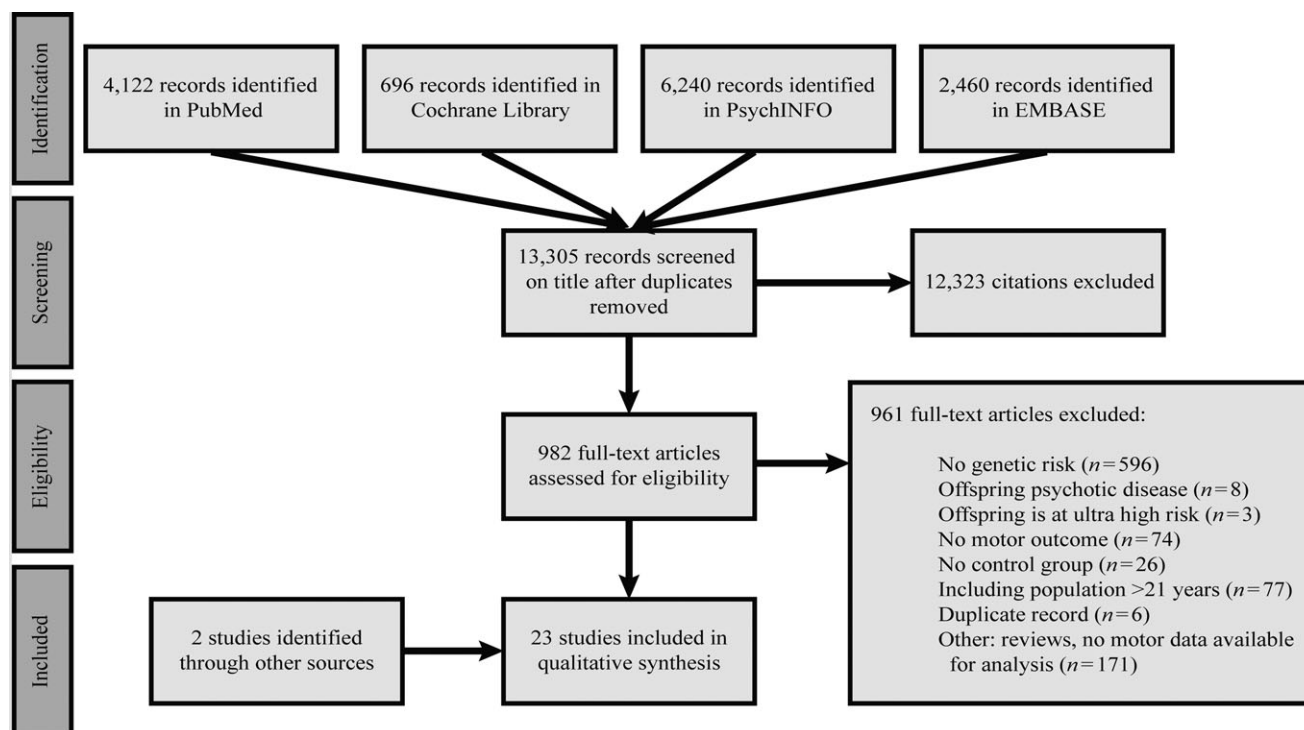 Identification
4,122 records identified
in PubMed
696 records identified in
Cochrane Library
6,240 records identified
in PsychINFO
2,460 records identified
in EMBASE
Screening
13,305 records screened
on title after duplicates
removed
12,323 citations excluded
Eligibility
982 full-text articles
assessed for eligibility
961 full-text articles excluded:
No genetic risk (n=596)
Offspring psychotic disease (n=8)
Offspring is at ultra high risk (n=3)
No motor outcome (n=74)
No control group (n=26)
Including population >21 years (n=77)
Duplicate record (n=6)
Other: reviews, no motor data available
for analysis (n=171)
Included
2 studies identified
through other sources
23 studies included in
qualitative synthesis